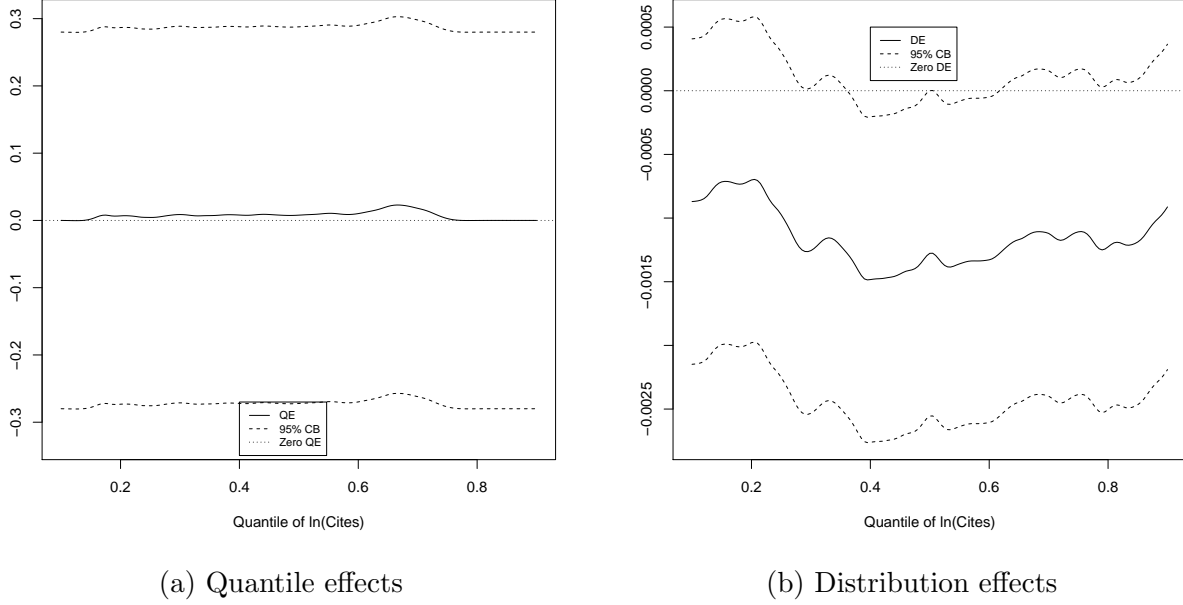 0.3
0.2
0.1
0.0
−0.1
−0.2
−0.3
0.2
0.4
0.6
0.8
Quantile of ln(Cites)
QE
95% CB
Zero QE
(a) Quantile effects
0.0005
0.0000
−0.0005
−0.0015
−0.0025
0.2
0.4
0.6
0.8
Quantile of ln(Cites)
DE
95% CB
Zero DE
(b) Distribution effects